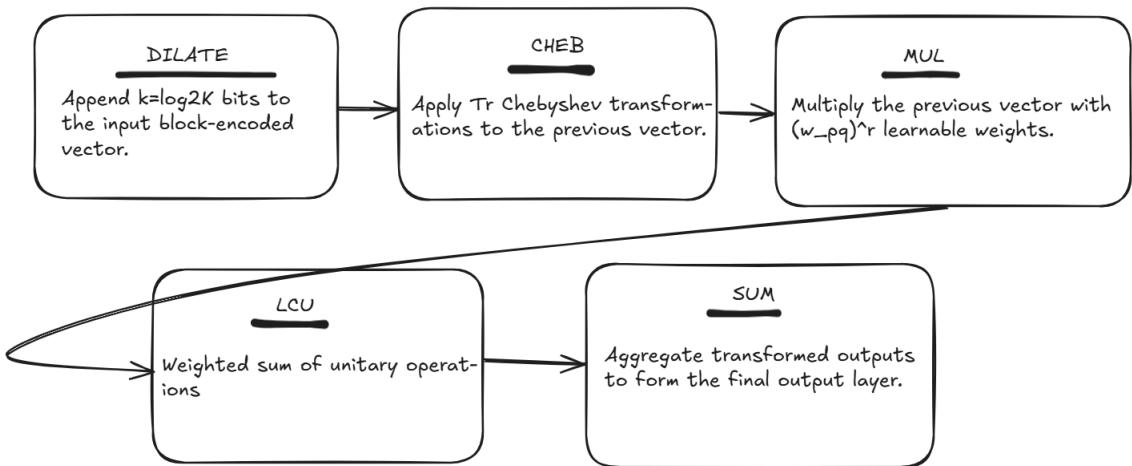 DILATE
Append k=log2K bits to
the input block-encoded
vector.
CHEB
Apply Tr Chebyshev transform-
ations to the previous vector.
MUL
Multiply the previous vector with
(w_pq)^r learnable weights.
LCU
Weighted sum of unitary operat-
ions
SUM
Aggregate transformed outputs
to form the final output layer.